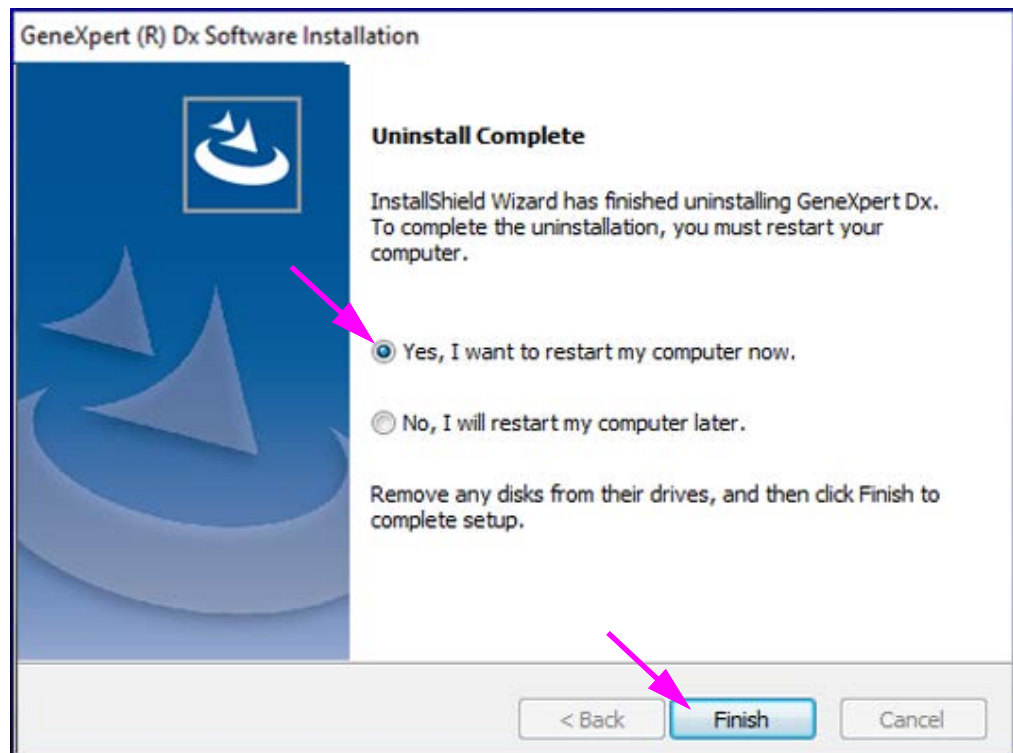 GeneXpert (R) Dx Software Installation
Uninstall Complete
InstallShield Wizard has finished uninstalling GeneXpert Dx.
To complete the uninstallation, you must restart your
computer.
Yes, I want to restart my computer now.
No, I will restart my computer later.
Remove any disks from their drives, and then click Finish to
complete setup.
< Back
Finish
Cancel